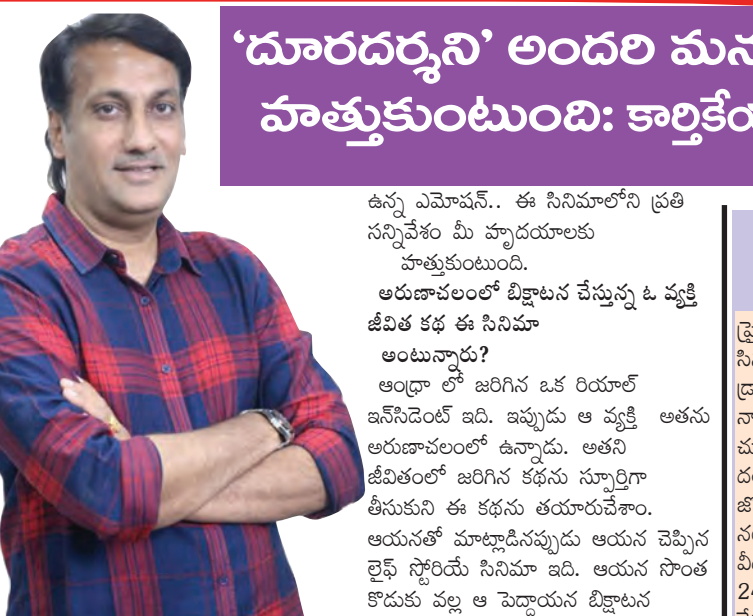 ‘దూరదర్శని’ అందరి
హత్తుకుంటుంది:
ఉన్న ఎమోషన్.. ఈ సినిమాలోని ప్రతి
సన్నివేశం మీ హృదయాలకు
హత్తుకుంటుంది.
అరుణాచలంలో బిక్షాటన చేస్తున్న ఓ వ్యక్తి
జీవిత కథ ఈ సినిమా
అంటున్నారు?
ఆంధ్రా లో జరిగిన ఒక రియాల్
ఇన్‌సిడెంట్ ఇది. ఇప్పుడు ఆ వ్యక్తి అతను
అరుణాచలంలో ఉన్నాడు. అతని
జీవితంలో జరిగిన కథను స్ఫూర్తిగా
తీసుకుని ఈ కథను తయారుచేశాం.
ఆయనతో మాట్లాడినప్పుడు ఆయన చెప్పిన
లైఫ్ స్టోరియే సినిమా ఇది. ఆయన సొంత
కొడుకు వల్ల ఆ పెద్దాయన బిక్షాటన